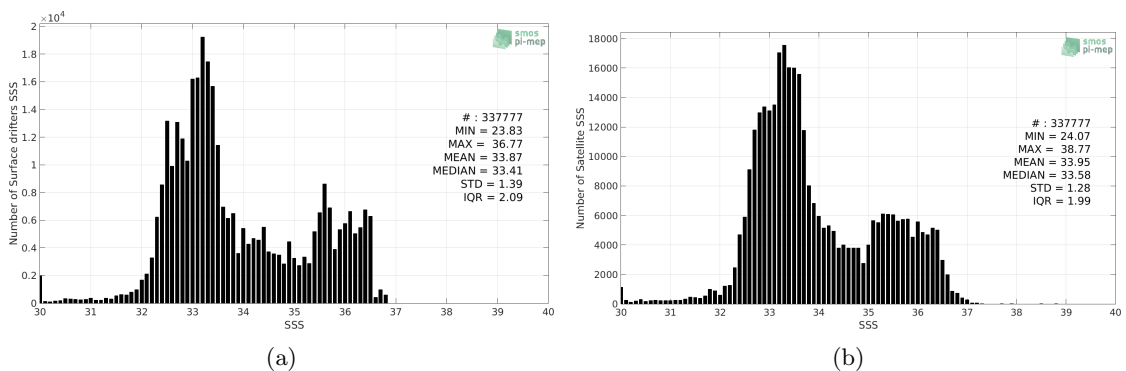 ×10⁴
2
1.8
1.6
1.4
1.2
1
0.8
0.6
0.4
0.2
0
Number of Surface drifters SSS
30 31 32 33 34 35 36 37 38 39 40
SSS
smos
pi-mep
# : 337777
MIN = 23.83
MAX = 36.77
MEAN = 33.87
MEDIAN = 33.41
STD = 1.39
IQR = 2.09
(a)
18000
16000
14000
12000
10000
8000
6000
4000
2000
0
Number of Satellite SSS
30 31 32 33 34 35 36 37 38 39 40
SSS
smos
pi-mep
# : 337777
MIN = 24.07
MAX = 38.77
MEAN = 33.95
MEDIAN = 33.58
STD = 1.28
IQR = 1.99
(b)